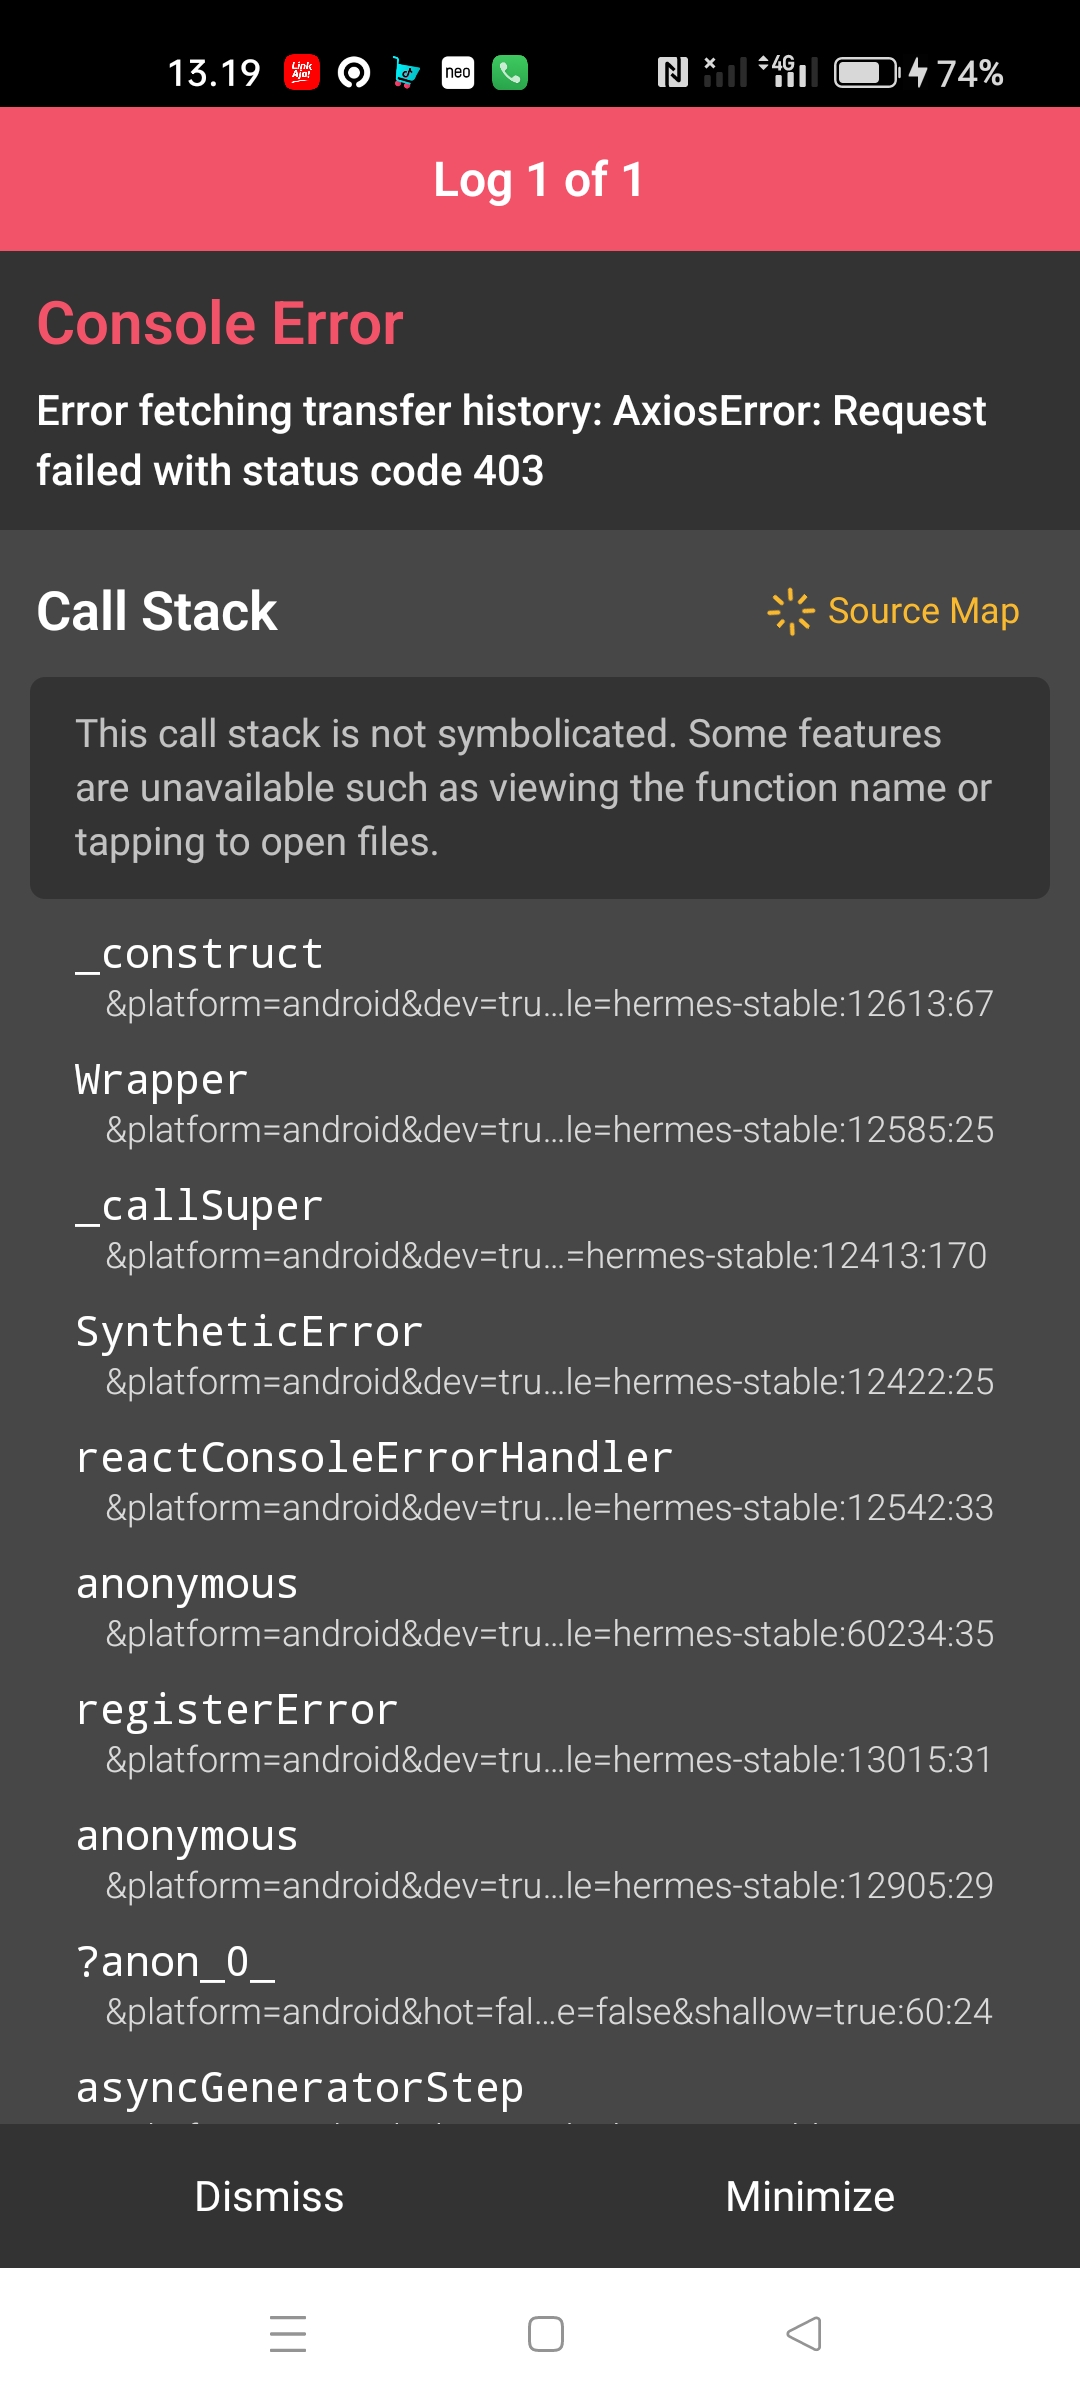 13.19 Link Aja! neo 4G 74%
Log 1 of 1
Console Error
Error fetching transfer history: AxiosError: Request
failed with status code 403
Call Stack
Source Map
This call stack is not symbolicated. Some features
are unavailable such as viewing the function name or
tapping to open files.
_construct
&platform=android&dev=tru...le=hermes-stable:12613:67
Wrapper
&platform=android&dev=tru...le=hermes-stable:12585:25
_callSuper
&platform=android&dev=tru...=hermes-stable:12413:170
SyntheticError
&platform=android&dev=tru...le=hermes-stable:12422:25
reactConsoleErrorHandler
&platform=android&dev=tru...le=hermes-stable:12542:33
anonymous
&platform=android&dev=tru...le=hermes-stable:60234:35
registerError
&platform=android&dev=tru...le=hermes-stable:13015:31
anonymous
&platform=android&dev=tru...le=hermes-stable:12905:29
?anon_0_
&platform=android&hot=fal...e=false&shallow=true:60:24
asyncGeneratorStep
Dismiss
Minimize